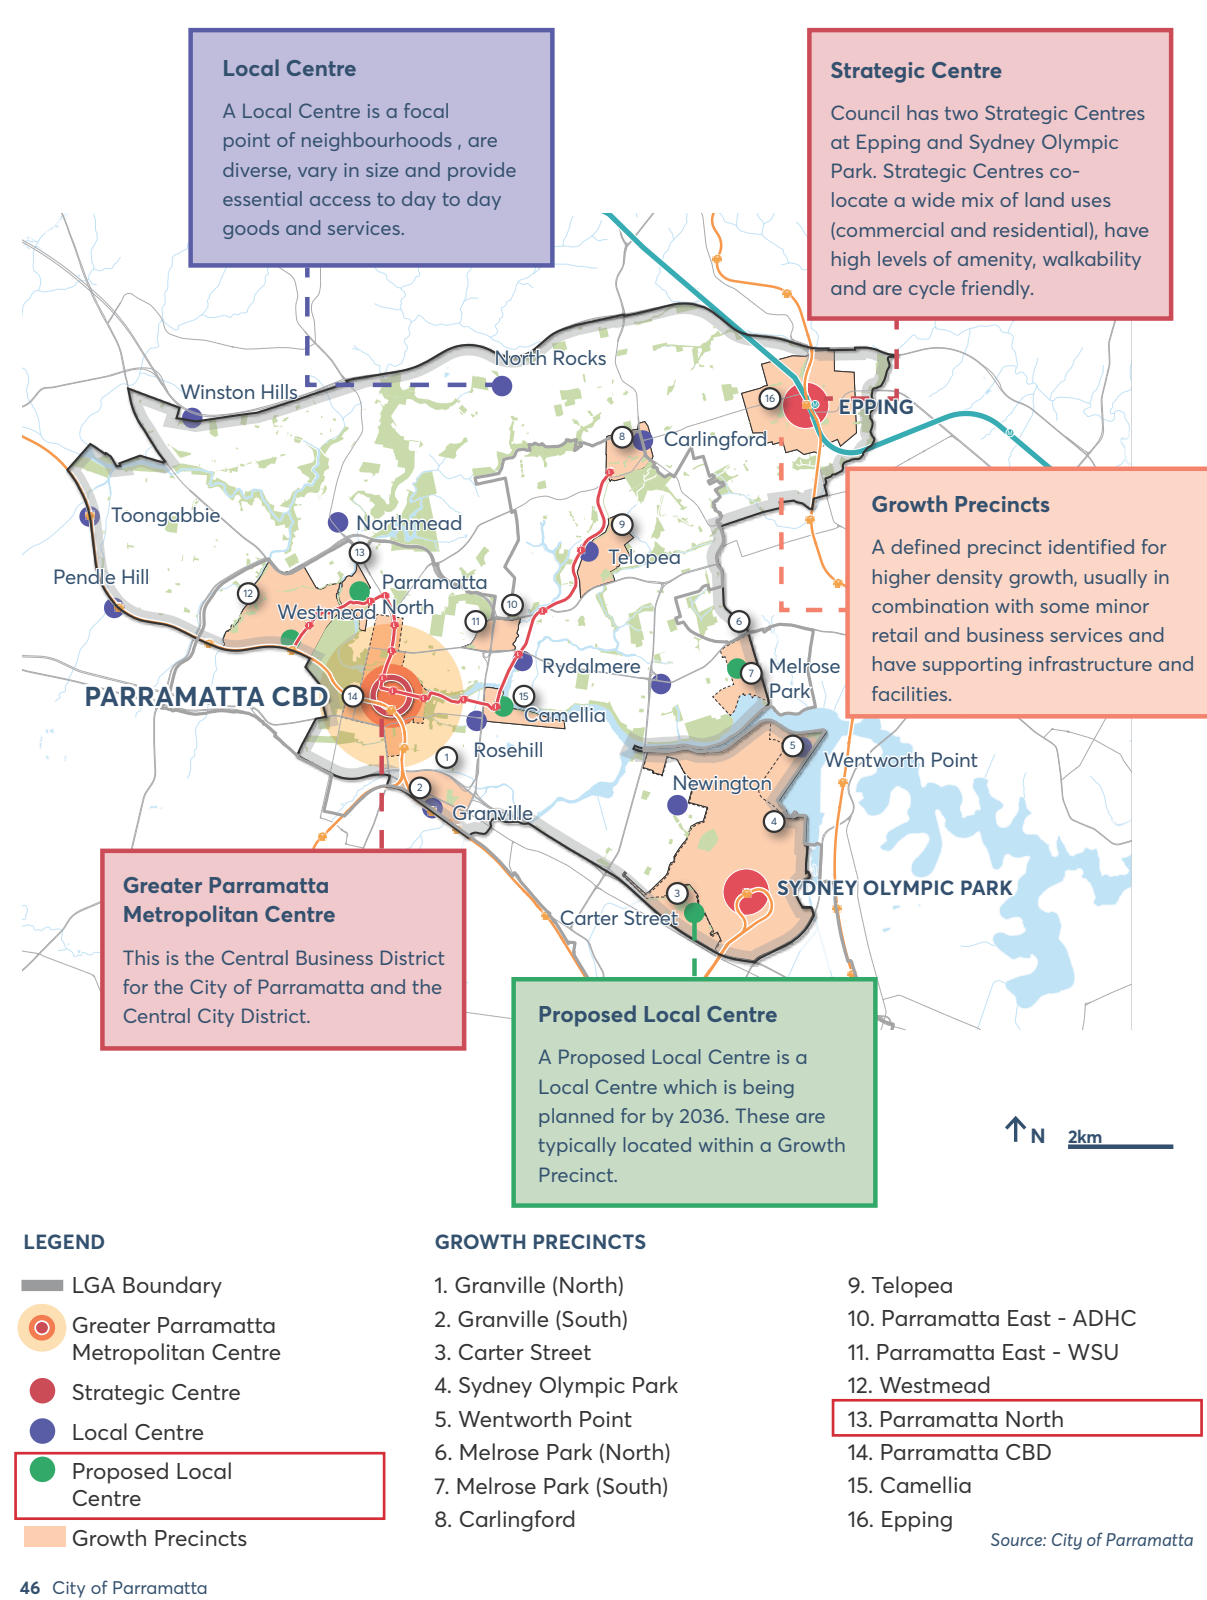 Local Centre
A Local Centre is a focal
point of neighbourhoods , are
diverse, vary in size and provide
essential access to day to day
goods and services.
Strategic Centre
Council has two Strategic Centres
at Epping and Sydney Olympic
Park. Strategic Centres co-
locate a wide mix of land uses
(commercial and residential), have
high levels of amenity, walkability
and are cycle friendly.
North Rocks
Winston Hills
16
EPPING
8
Carlingford
Growth Precincts
A defined precinct identified for
higher density growth, usually in
combination with some minor
retail and business services and
have supporting infrastructure and
facilities.
Toongabbie
Northmead
9
Telopea
13
Pendle Hill
12
Parramatta
North
Westmead
10
11
6
Rydalmere
7
Melrose
Park
PARRAMATTA CBD
14
15
Camellia
Rosehill
1
5
Wentworth Point
2
Newington
Granville
4
3
SYDNEY OLYMPIC PARK
Carter Street
Greater Parramatta
Metropolitan Centre
This is the Central Business District
for the City of Parramatta and the
Central City District.
Proposed Local Centre
A Proposed Local Centre is a
Local Centre which is being
planned for by 2036. These are
typically located within a Growth
Precinct.
N
2km
LEGEND
LGA Boundary
Greater Parramatta
Metropolitan Centre
Strategic Centre
Local Centre
Proposed Local
Centre
Growth Precincts
GROWTH PRECINCTS
1. Granville (North)
2. Granville (South)
3. Carter Street
4. Sydney Olympic Park
5. Wentworth Point
6. Melrose Park (North)
7. Melrose Park (South)
8. Carlingford
9. Telopea
10. Parramatta East - ADHC
11. Parramatta East - WSU
12. Westmead
13. Parramatta North
14. Parramatta CBD
15. Camellia
16. Epping
Source: City of Parramatta
46 City of Parramatta